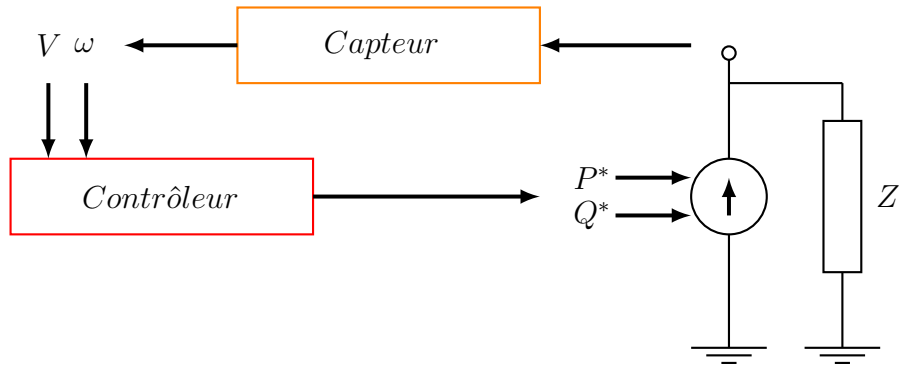 V ω
Capteur
Contrôleur
P*
Q*
Z